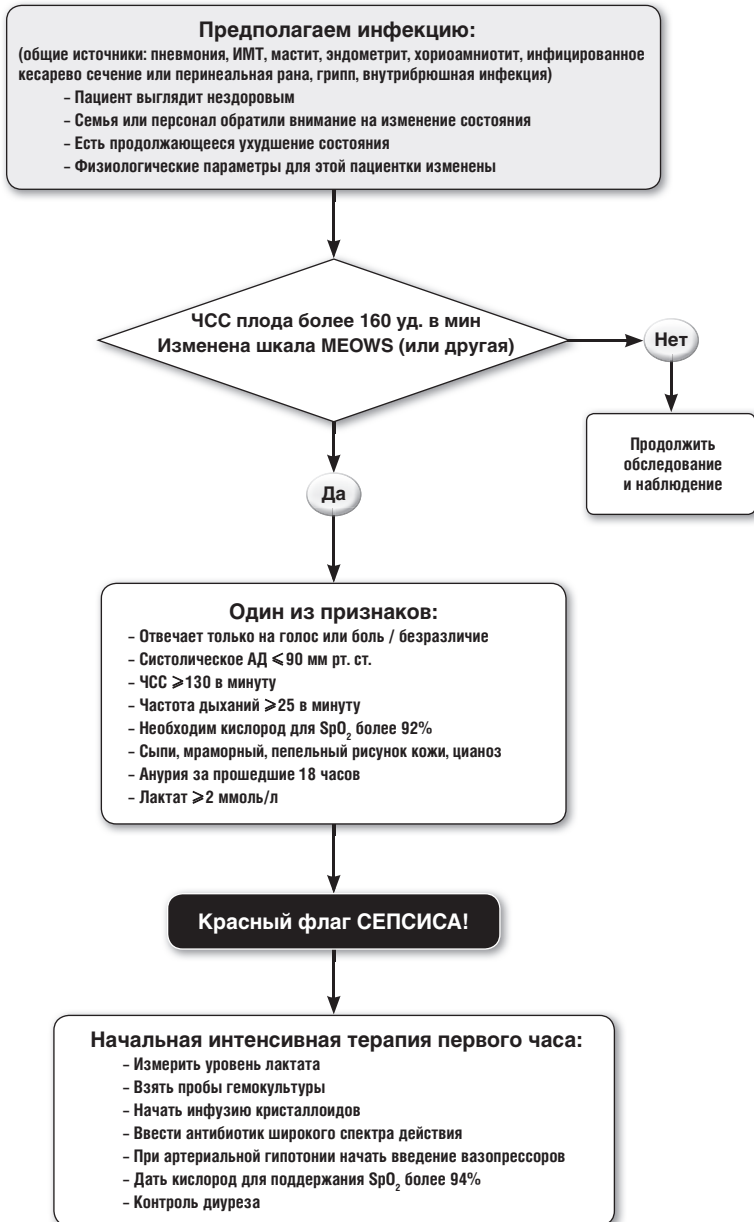 Предполагаем инфекцию:
(общие источники: пневмония, ИМТ, мастит, эндометрит, хориоамниотит, инфицированное
кесарево сечение или перинеальная рана, грипп, внутрибрюшная инфекция)
– Пациент выглядит нездоровым
– Семья или персонал обратили внимание на изменение состояния
– Есть продолжающееся ухудшение состояния
– Физиологические параметры для этой пациентки изменены
ЧСС плода более 160 уд. в мин
Изменена шкала MEOWS (или другая)
Нет
Продолжить
обследование
и наблюдение
Да
Один из признаков:
– Отвечает только на голос или боль / безразличие
– Систолическое АД ⩽90 мм рт. ст.
– ЧСС ⩾130 в минуту
– Частота дыханий ⩾25 в минуту
– Необходим кислород для SpO₂ более 92%
– Сыпи, мраморный, пепельный рисунок кожи, цианоз
– Анурия за прошедшие 18 часов
– Лактат ⩾2 ммоль/л
Красный флаг СЕПСИСА!
Начальная интенсивная терапия первого часа:
– Измерить уровень лактата
– Взять пробы гемокультуры
– Начать инфузию кристаллоидов
– Ввести антибиотик широкого спектра действия
– При артериальной гипотонии начать введение вазопрессоров
– Дать кислород для поддержания SpO₂ более 94%
– Контроль диуреза